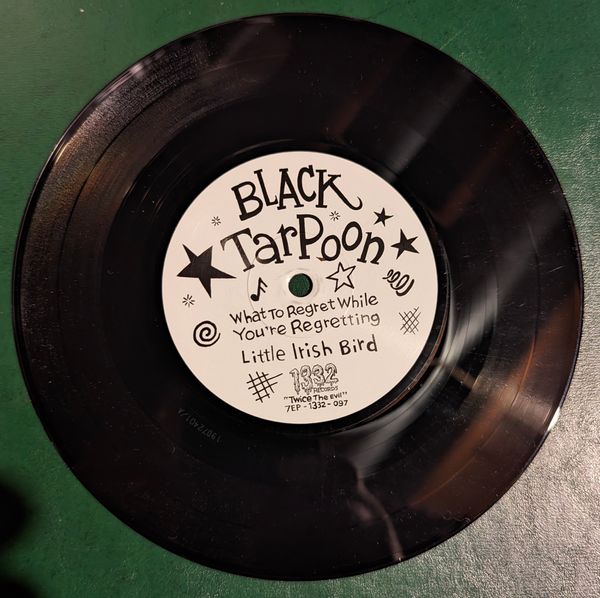 BLACK
TarPoon
What To Regret While
You're Regretting
Little Irish Bird
1332
RECORDS
"Twice The Evil"
7EP - 1332 - 097